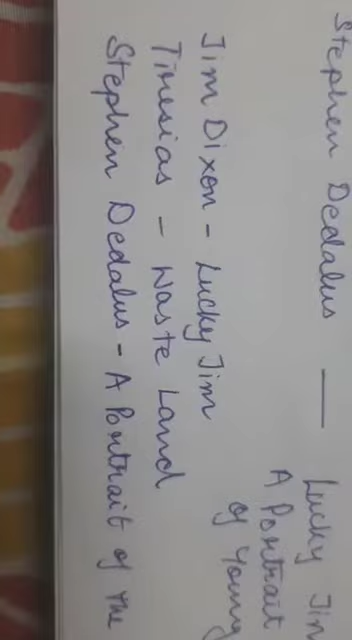 Stephen Dedalus — Lucky Jim
A Portrait
of Young
Jim Dixon - Lucky Jim
Tiresias - Waste Land
Stephen Dedalus - A Portrait of the